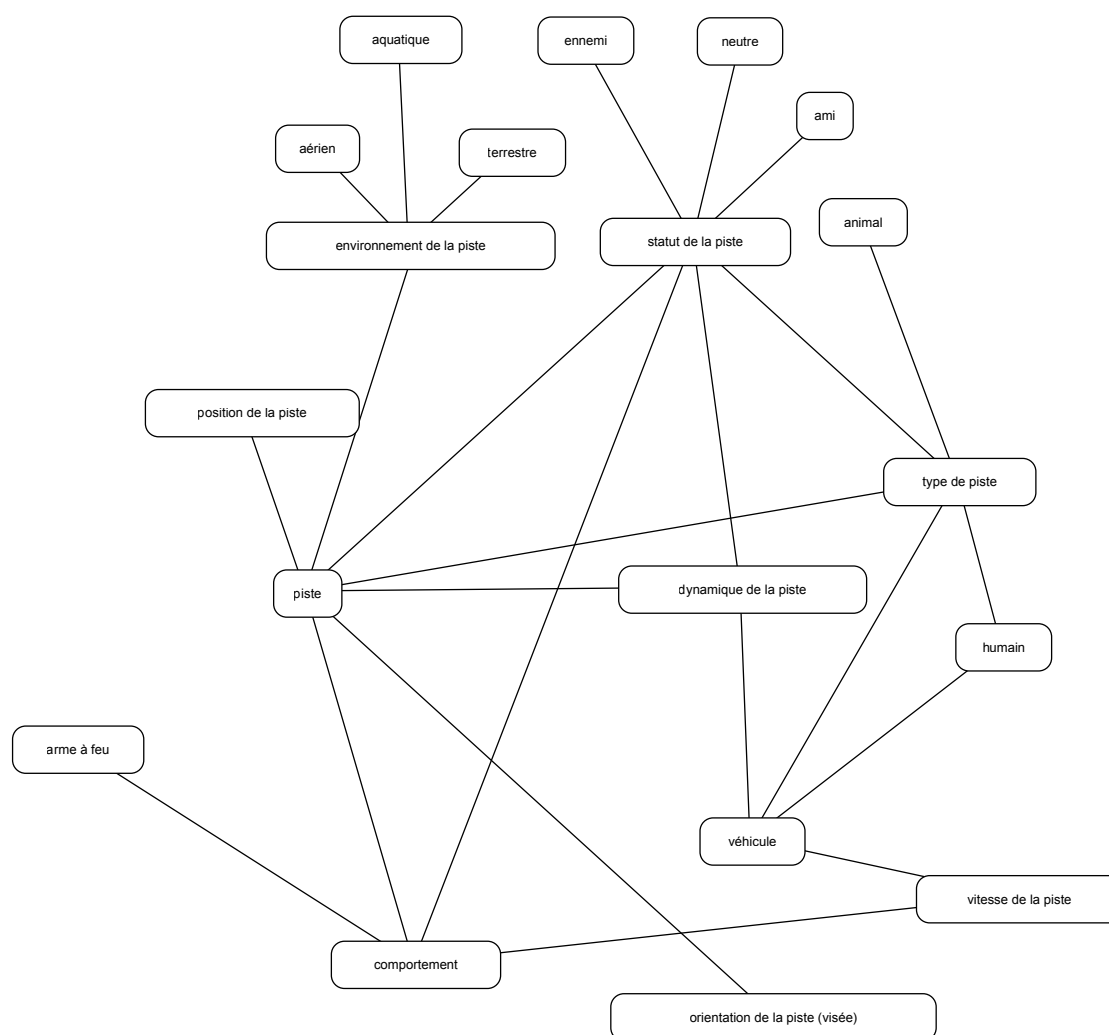 aquatique
ennemi
neutre
ami
aérien
terrestre
animal
environnement de la piste
statut de la piste
position de la piste
type de piste
piste
dynamique de la piste
humain
arme à feu
véhicule
vitesse de la piste
comportement
orientation de la piste (visée)